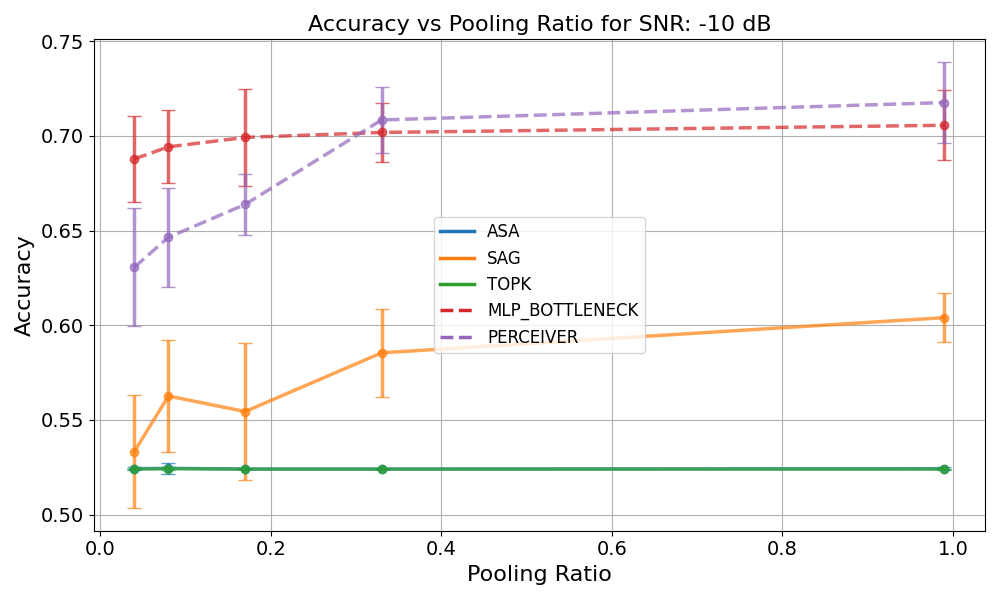 Accuracy vs Pooling Ratio for SNR: -10 dB
0.75
0.70
0.65
0.60
0.55
0.50
Accuracy
ASA
SAG
TOPK
MLP_BOTTLENECK
PERCEIVER
0.0 0.2 0.4 0.6 0.8 1.0
Pooling Ratio